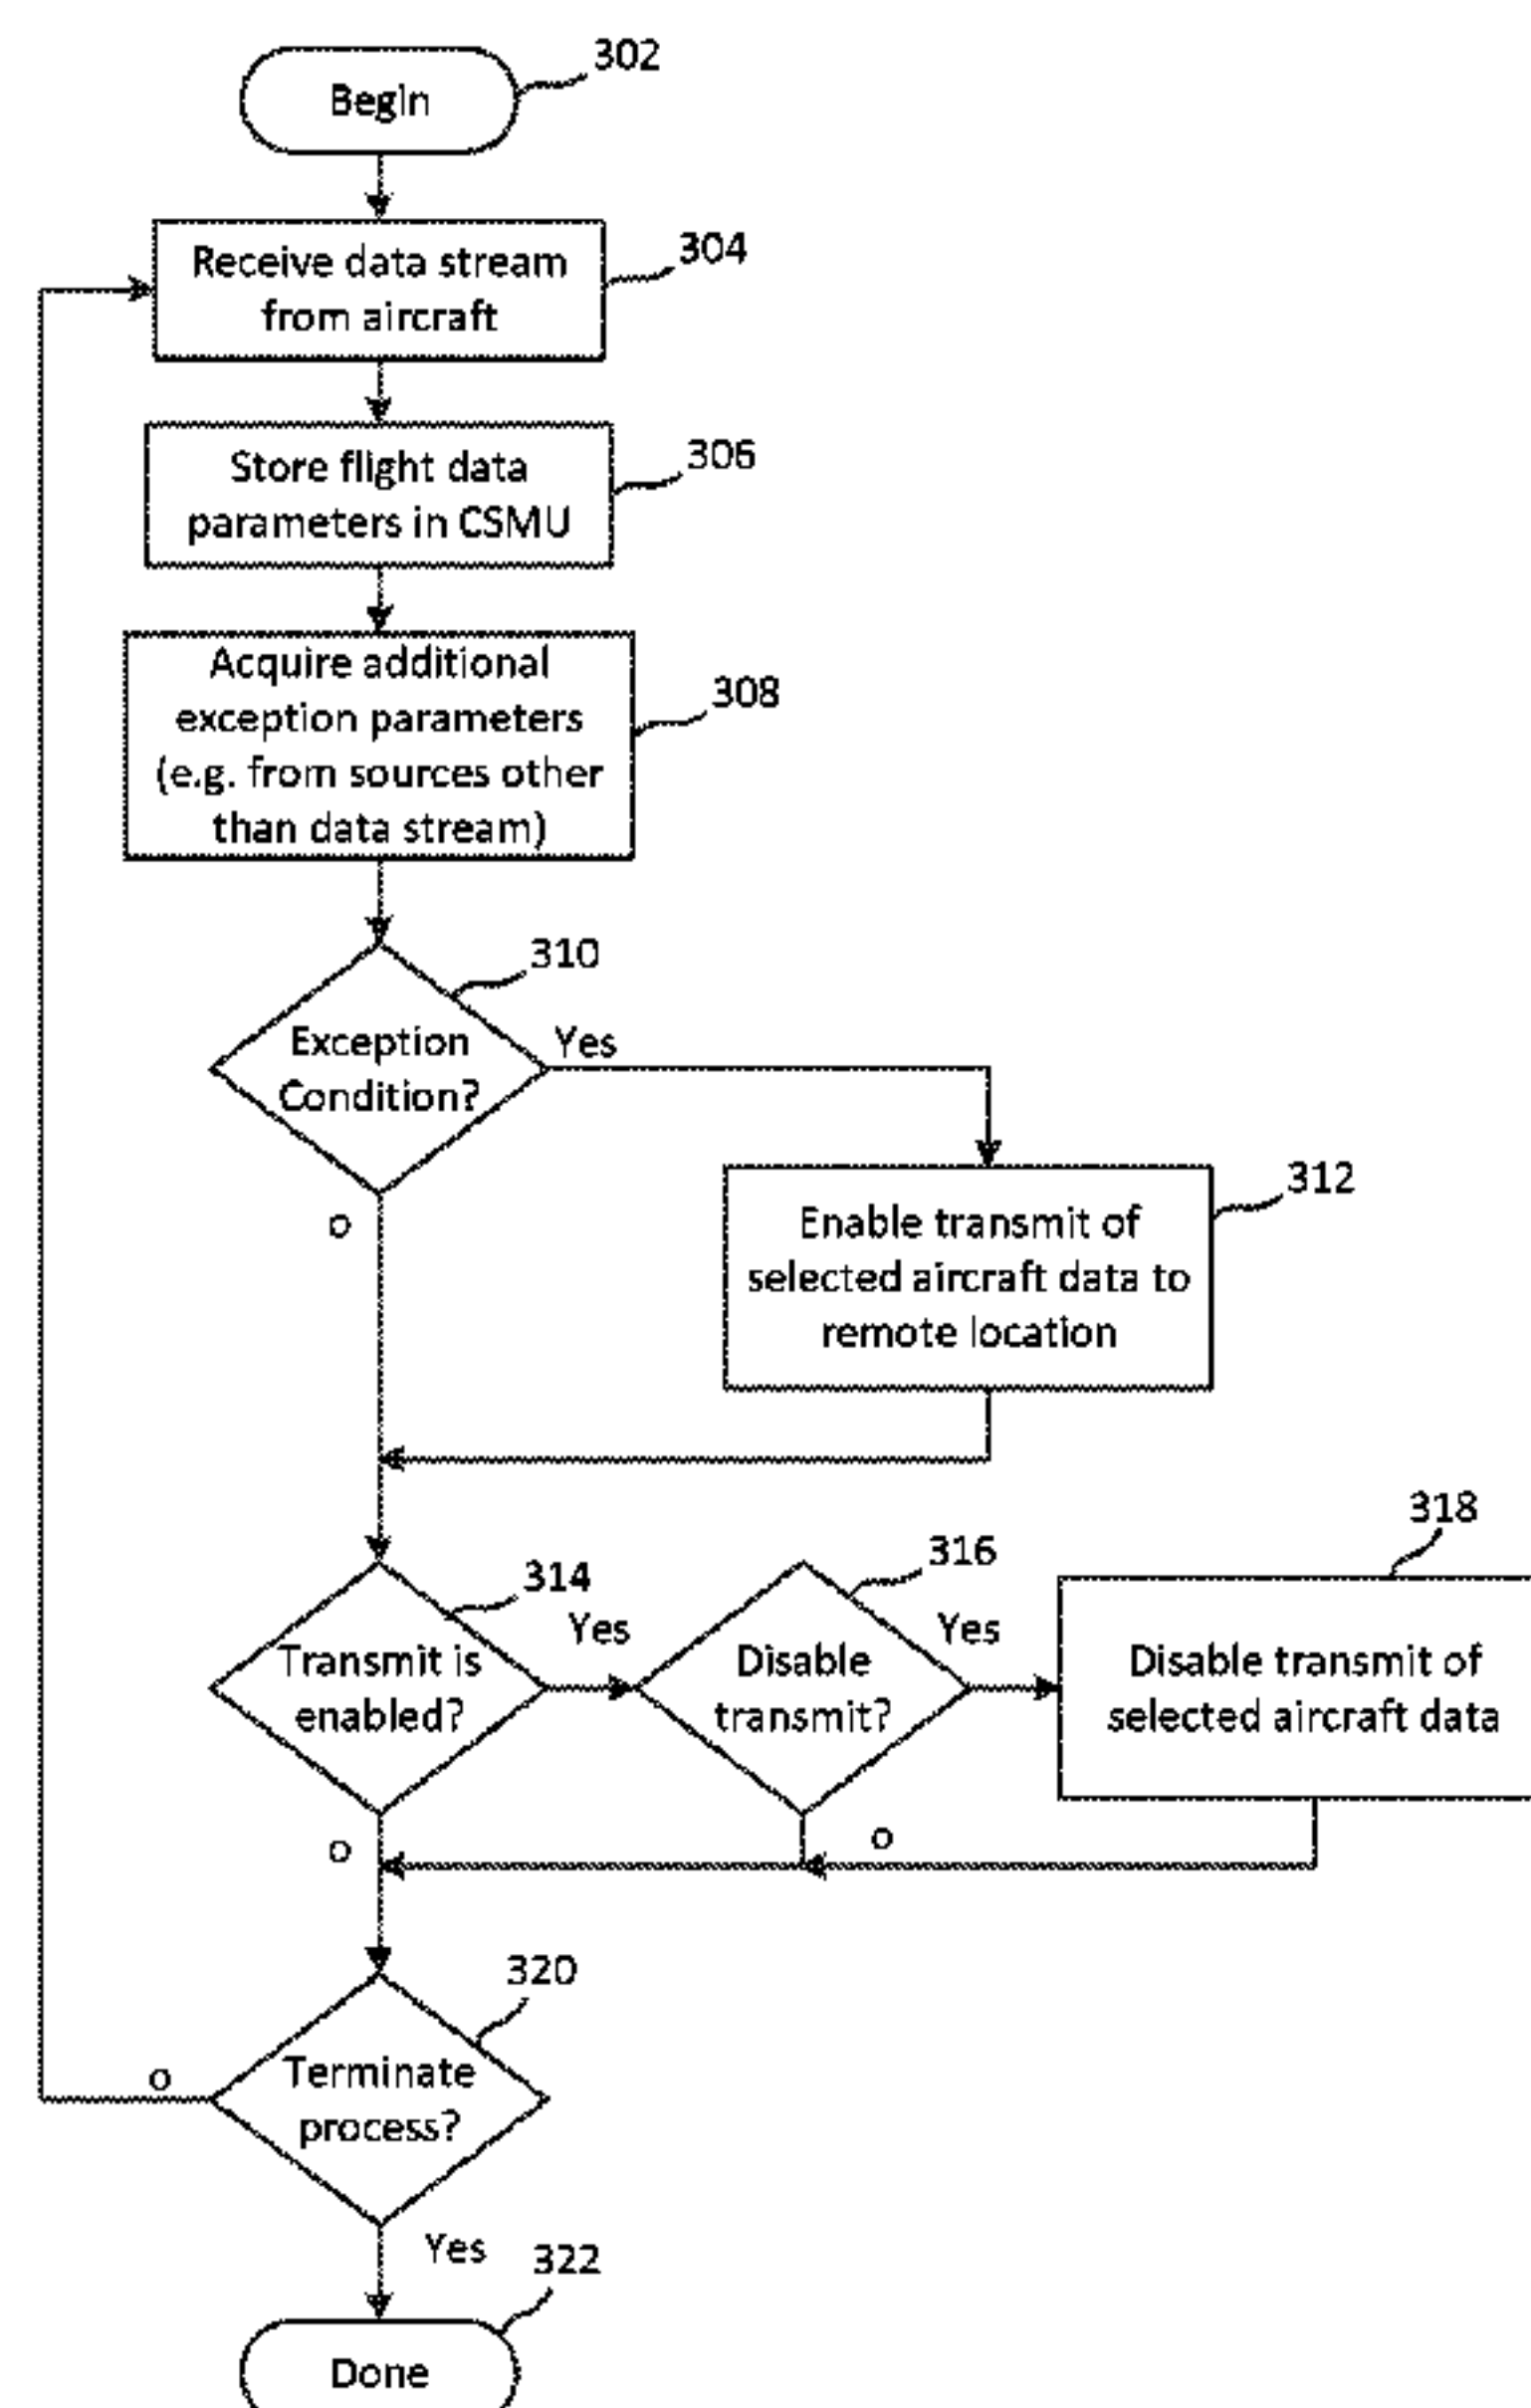 Begin
302
Receive data stream
from aircraft
304
Store flight data
parameters in CSMU
306
Acquire additional
exception parameters
(e.g. from sources other
than data stream)
308
310
Exception
Condition?
Yes
o
312
Enable transmit of
selected aircraft data to
remote location
314
Transmit is
enabled?
Yes
o
316
Disable
transmit?
Yes
o
318
Disable transmit of
selected aircraft data
320
Terminate
process?
o
Yes
322
Done